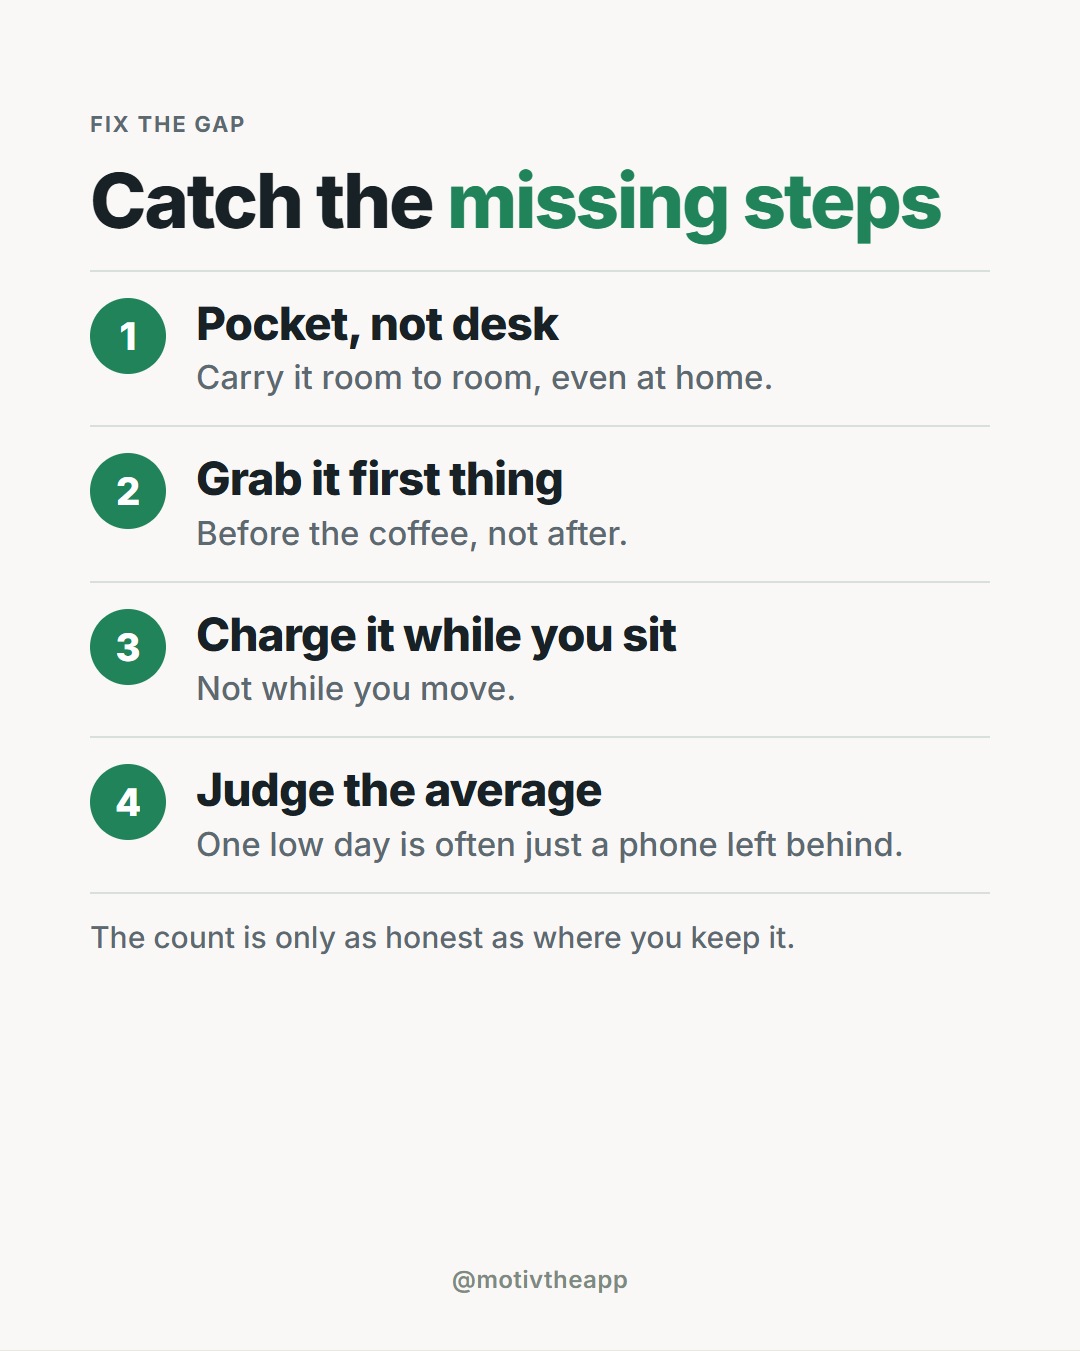 FIX THE GAP
Catch the missing steps
1
Pocket, not desk
Carry it room to room, even at home.
2
Grab it first thing
Before the coffee, not after.
3
Charge it while you sit
Not while you move.
4
Judge the average
One low day is often just a phone left behind.
The count is only as honest as where you keep it.
@motivtheapp